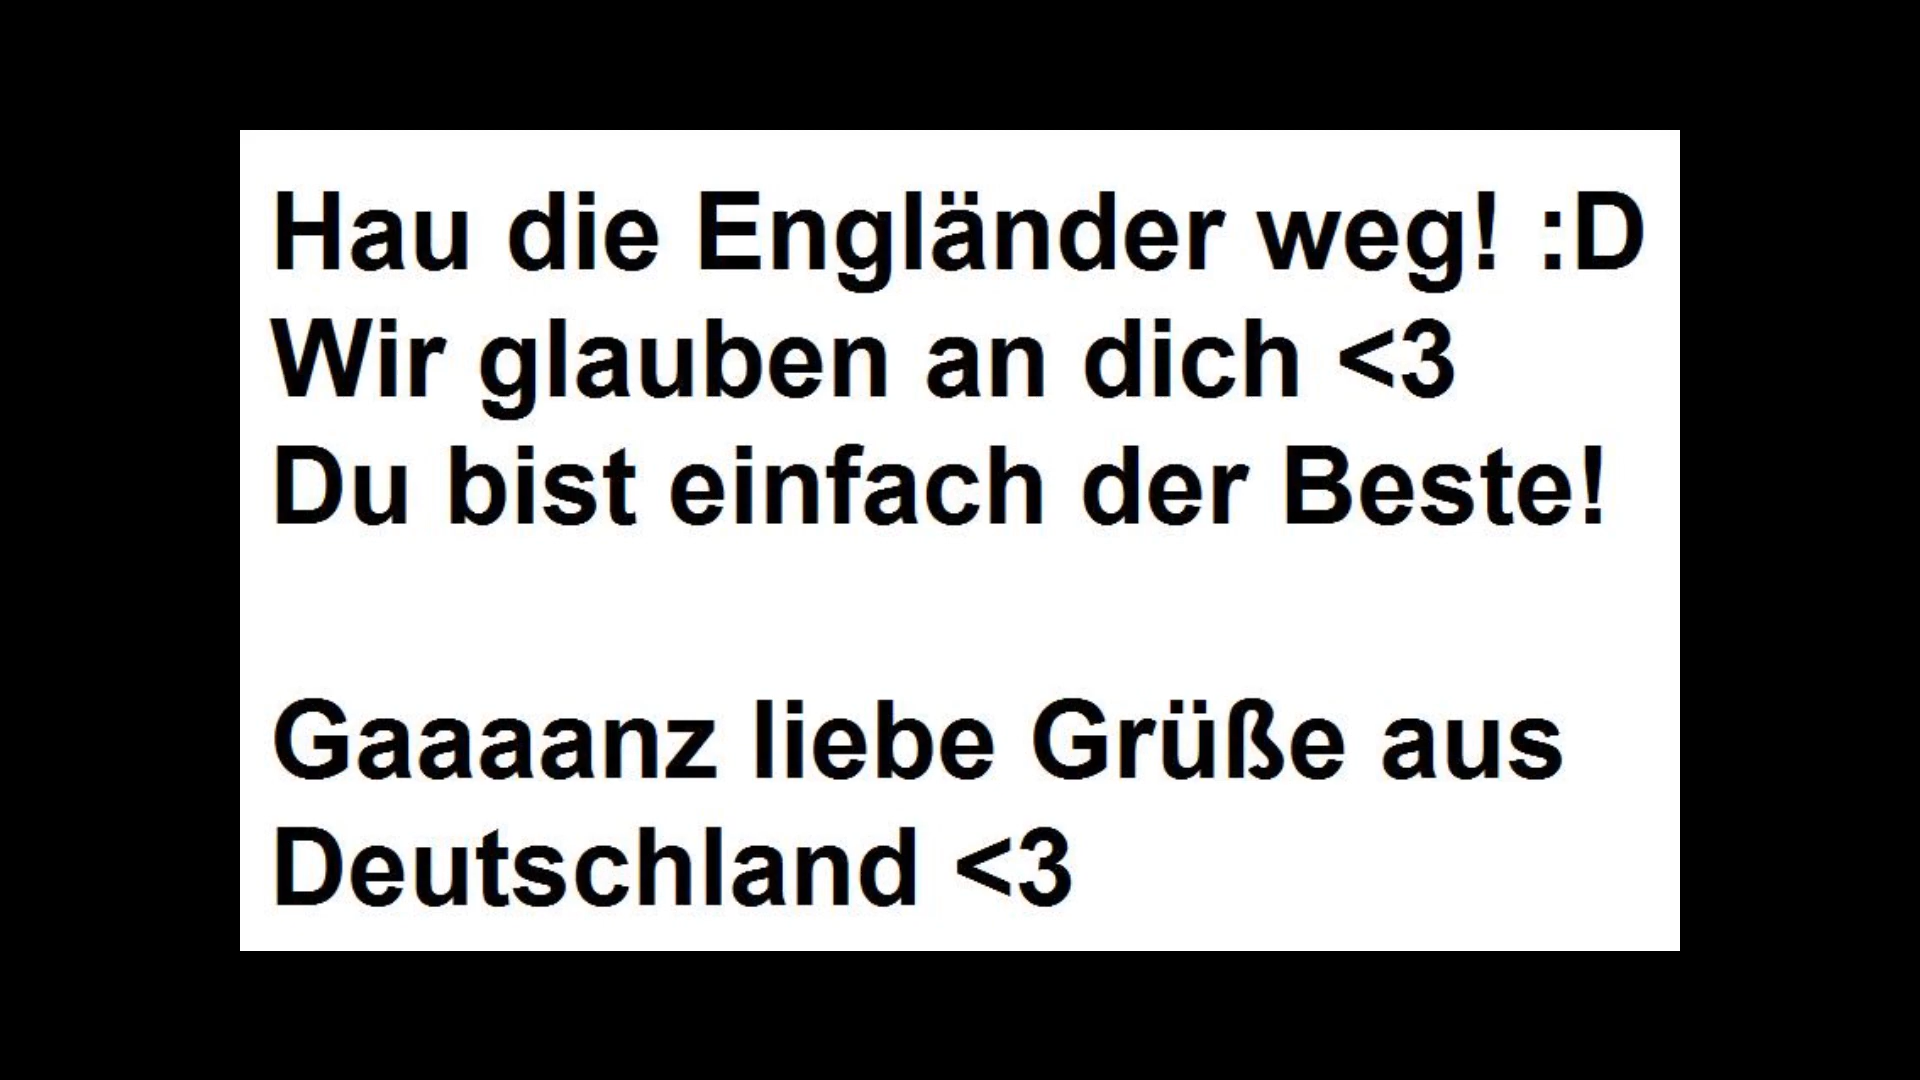 Hau die Engländer weg! :D
Wir glauben an dich <3
Du bist einfach der Beste!
Gaaaanz liebe Grüße aus
Deutschland <3